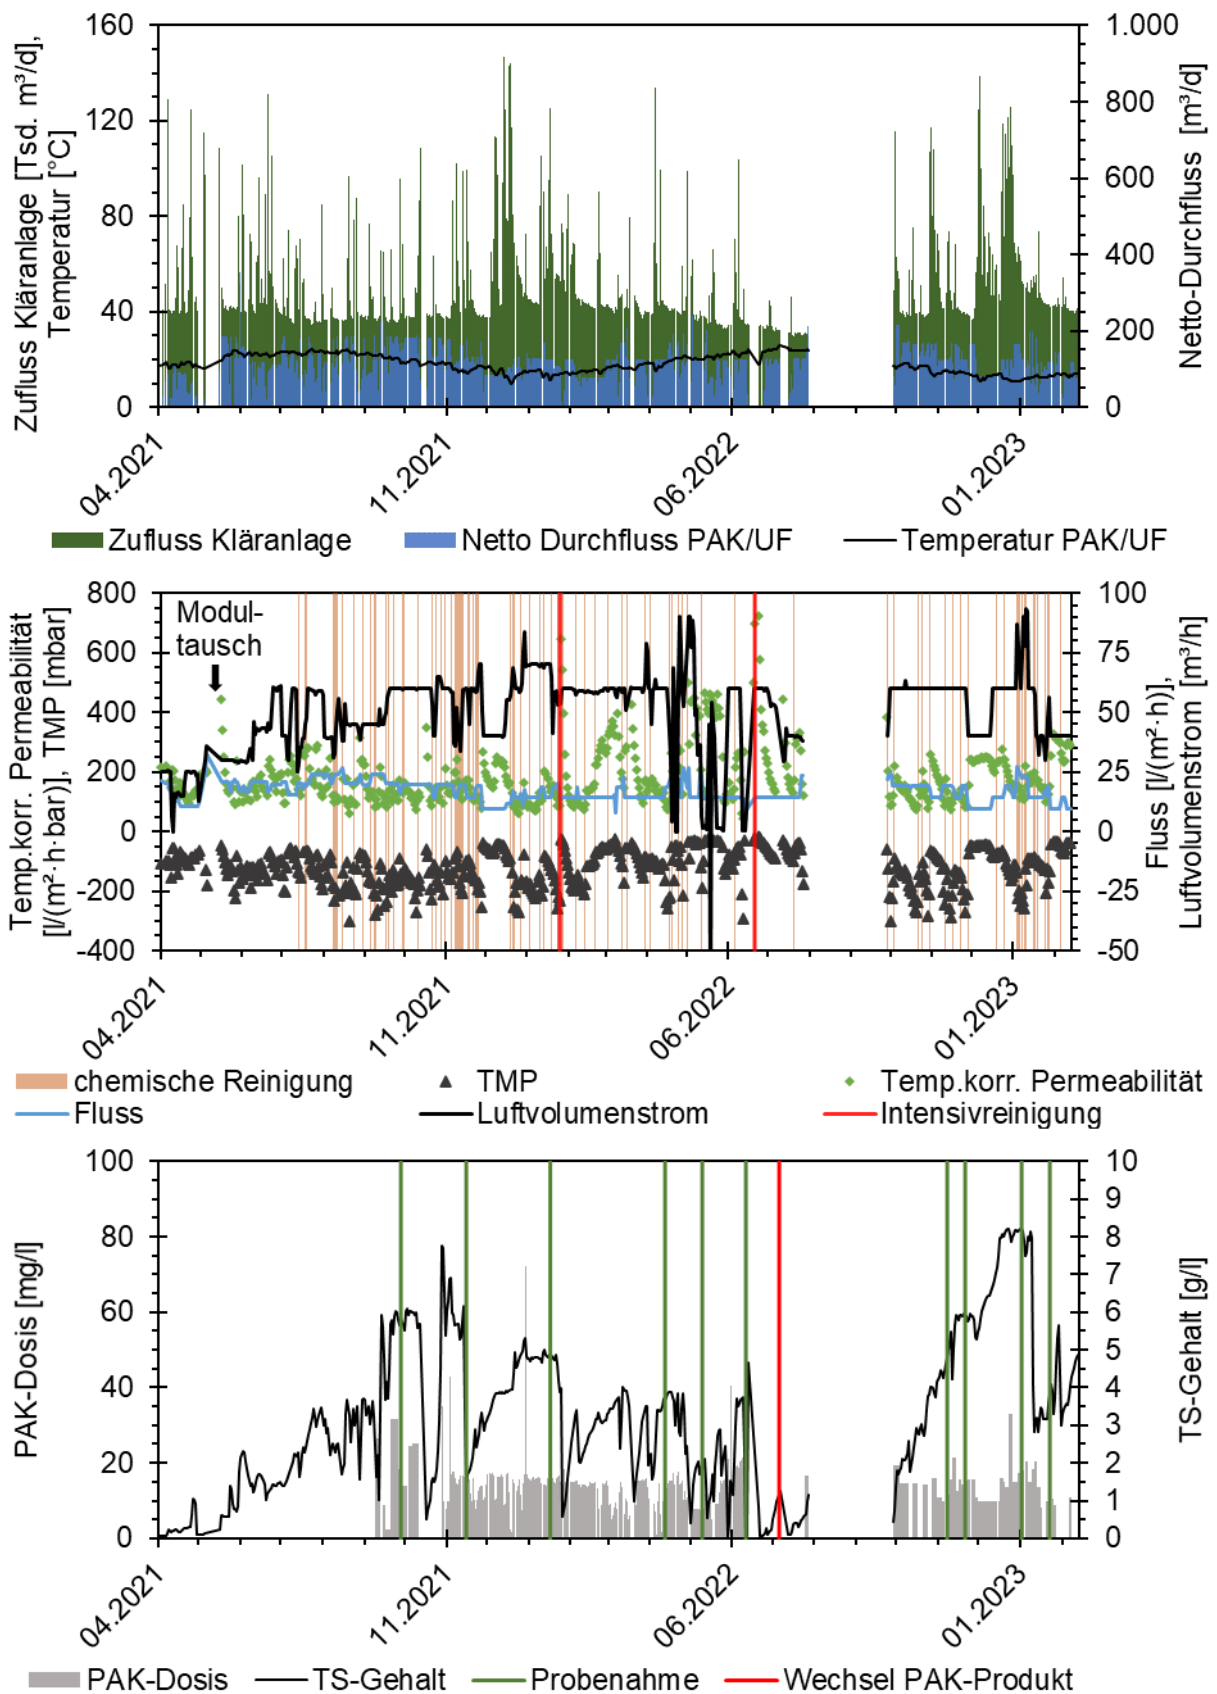 Zufluss Kläranlage [Tsd. m³/d],
Temperatur [°C]
160
120
80
40
0
1.000
800
600
400
200
0
Netto-Durchfluss [m³/d]
04.2021
11.2021
06.2022
01.2023
Zufluss Kläranlage
Netto Durchfluss PAK/UF
Temperatur PAK/UF
Temp.korr. Permeabilität
[l/(m²·h·bar)], TMP [mbar]
800
600
400
200
0
-200
-400
Modul-
tausch
100
75
50
25
0
-25
-50
Fluss [l/(m²·h)],
Luftvolumenstrom [m³/h]
04.2021
11.2021
06.2022
01.2023
chemische Reinigung
TMP
Temp.korr. Permeabilität
Fluss
Luftvolumenstrom
Intensivreinigung
PAK-Dosis [mg/l]
100
80
60
40
20
0
10
9
8
7
6
5
4
3
2
1
0
TS-Gehalt [g/l]
04.2021
11.2021
06.2022
01.2023
PAK-Dosis
TS-Gehalt
Probenahme
Wechsel PAK-Produkt